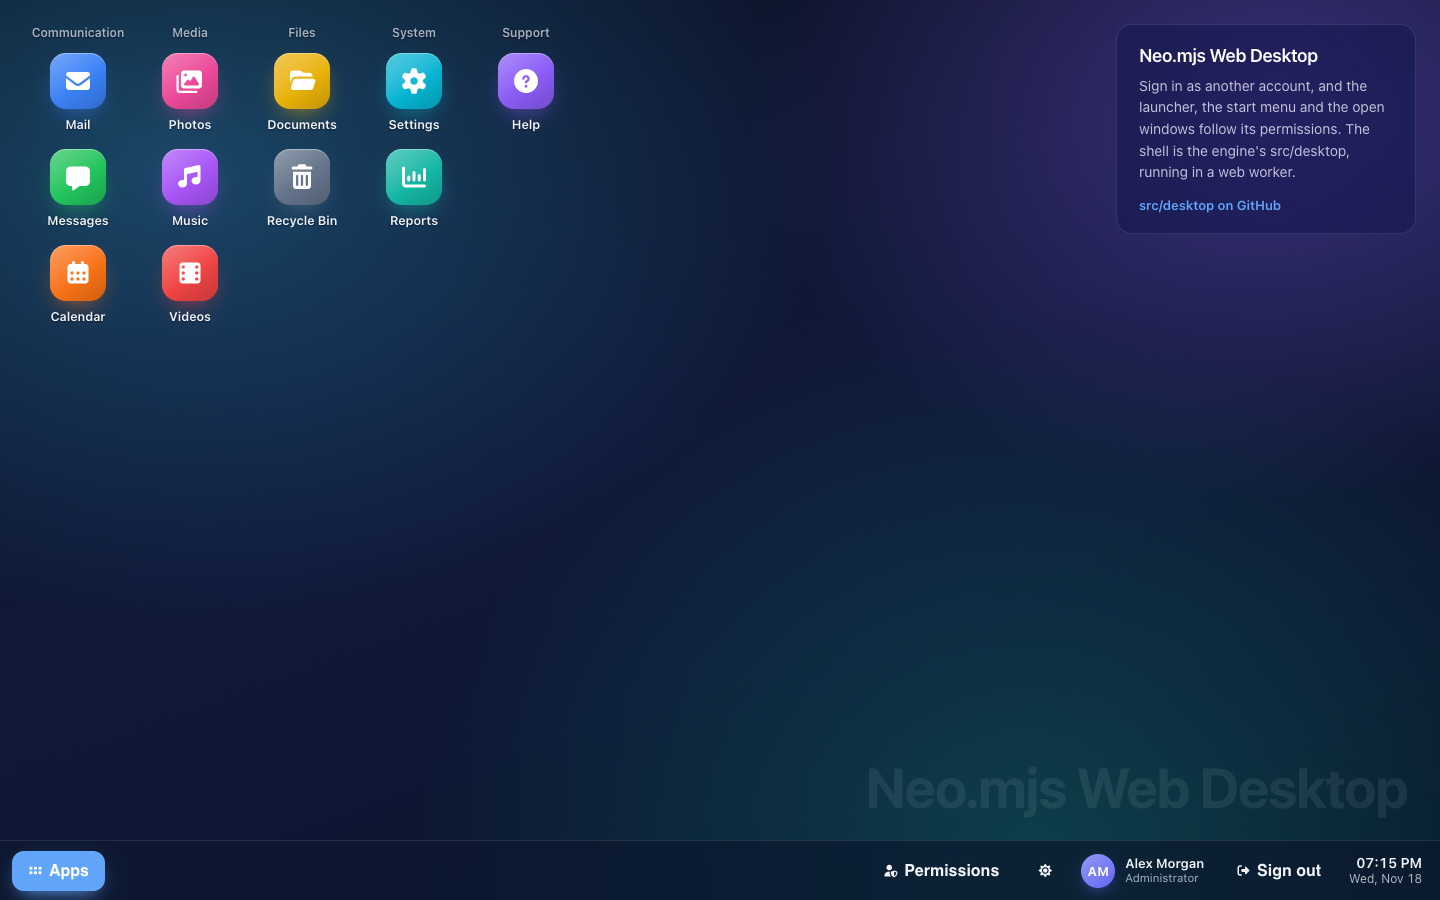 Communication
Media
Files
System
Support
Mail
Photos
Documents
Settings
Help
Messages
Music
Recycle Bin
Reports
Calendar
Videos
Neo.mjs Web Desktop
Sign in as another account, and the
launcher, the start menu and the open
windows follow its permissions. The
shell is the engine's src/desktop,
running in a web worker.
src/desktop on GitHub
Neo.mjs Web Desktop
Apps
Permissions
AM
Alex Morgan
Administrator
Sign out
07:15 PM
Wed, Nov 18